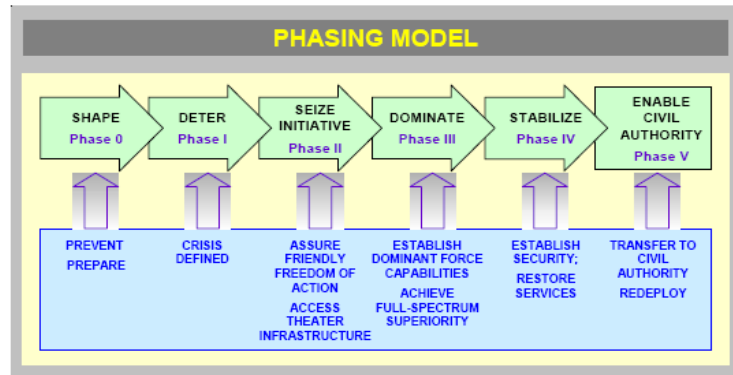 PHASING MODEL
SHAPE
Phase 0
DETER
Phase I
SEIZE
INITIATIVE
Phase II
DOMINATE
Phase III
STABILIZE
Phase IV
ENABLE
CIVIL
AUTHORITY
Phase V
PREVENT
PREPARE
CRISIS
DEFINED
ASSURE
FRIENDLY
FREEDOM OF
ACTION
ACCESS
THEATER
INFRASTRUCTURE
ESTABLISH
DOMINANT FORCE
CAPABILITIES
ACHIEVE
FULL-SPECTRUM
SUPERIORITY
ESTABLISH
SECURITY;
RESTORE
SERVICES
TRANSFER TO
CIVIL
AUTHORITY
REDEPLOY